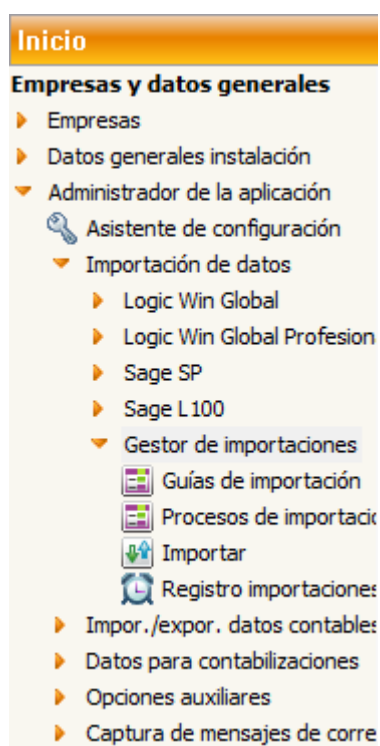 Inicio
Empresas y datos generales
Empresas
Datos generales instalación
Administrador de la aplicación
Asistente de configuración
Importación de datos
Logic Win Global
Logic Win Global Profesion
Sage SP
Sage L100
Gestor de importaciones
Guías de importación
Procesos de importacio
Importar
Registro importaciones
Impor./expor. datos contables
Datos para contabilizaciones
Opciones auxiliares
Captura de mensajes de corre